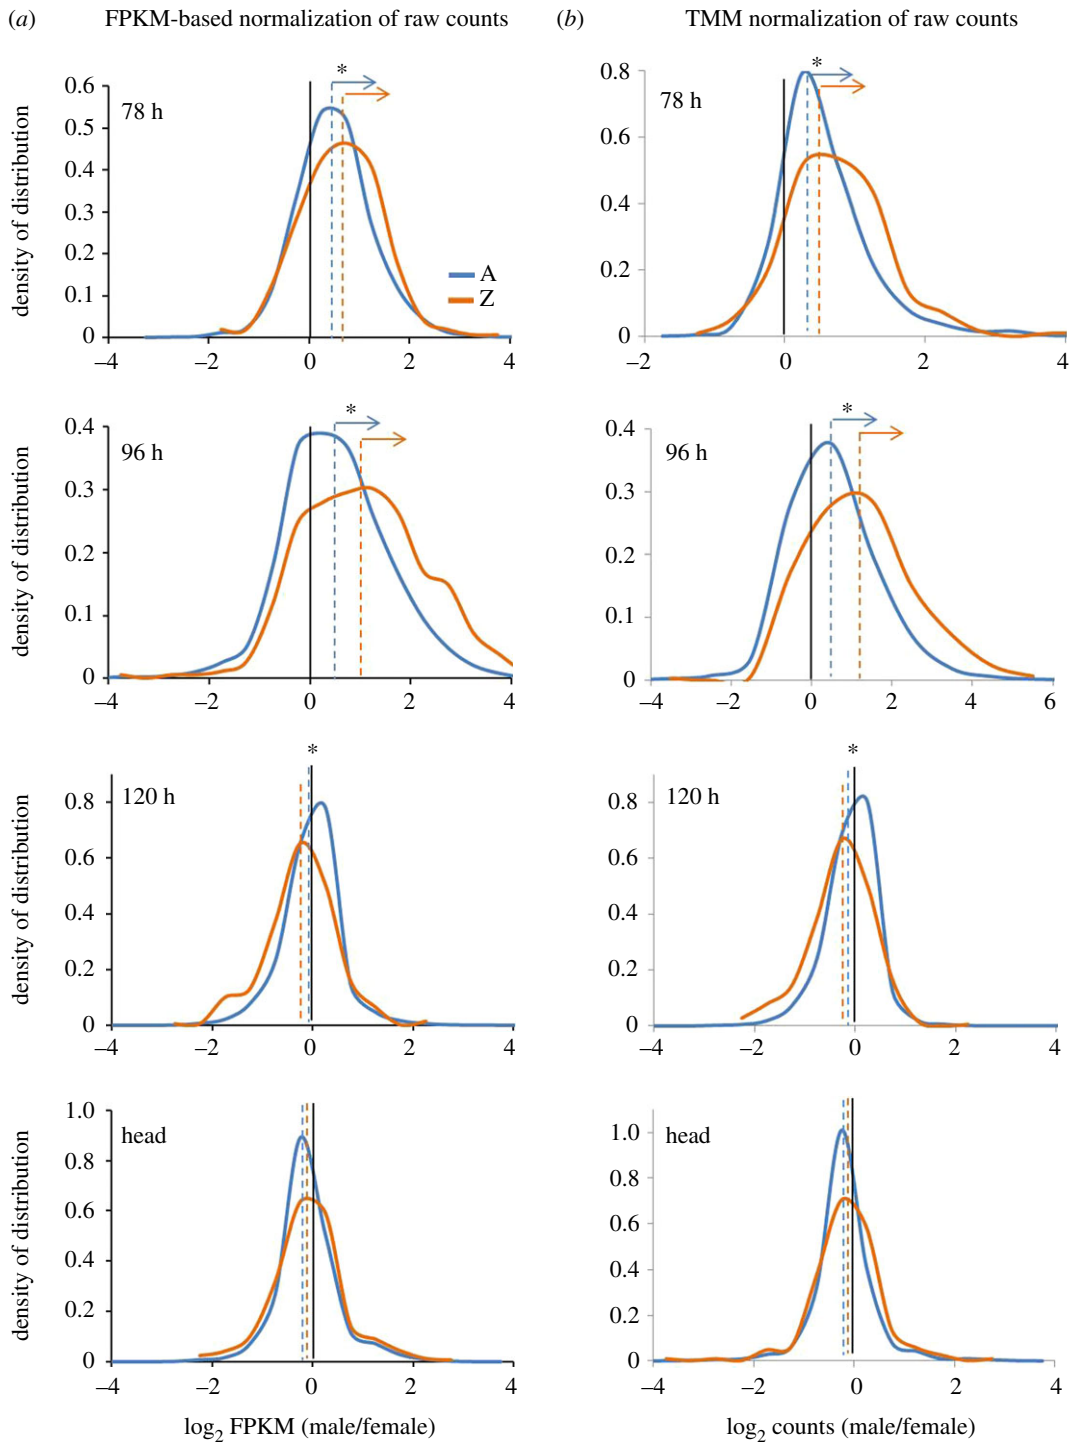 (a) FPKM-based normalization of raw counts
(b) TMM normalization of raw counts
density of distribution
0.6
0.5
0.4
0.3
0.2
0.1
0
78 h
*
A
Z
–4 –2 0 2 4
0.8
0.6
0.4
0.2
0
78 h
*
–2 0 2 4
density of distribution
0.4
0.3
0.2
0.1
0
96 h
*
–4 –2 0 2 4
0.4
0.3
0.2
0.1
0
96 h
*
–4 –2 0 2 4 6
density of distribution
0.8
0.6
0.4
0.2
0
120 h
*
–4 –2 0 2 4
0.8
0.6
0.4
0.2
0
120 h
*
–4 –2 0 2 4
density of distribution
1.0
0.8
0.6
0.4
0.2
0
head
–4 –2 0 2 4
log2 FPKM (male/female)
1.0
0.8
0.6
0.4
0.2
0
head
–4 –2 0 2 4
log2 counts (male/female)